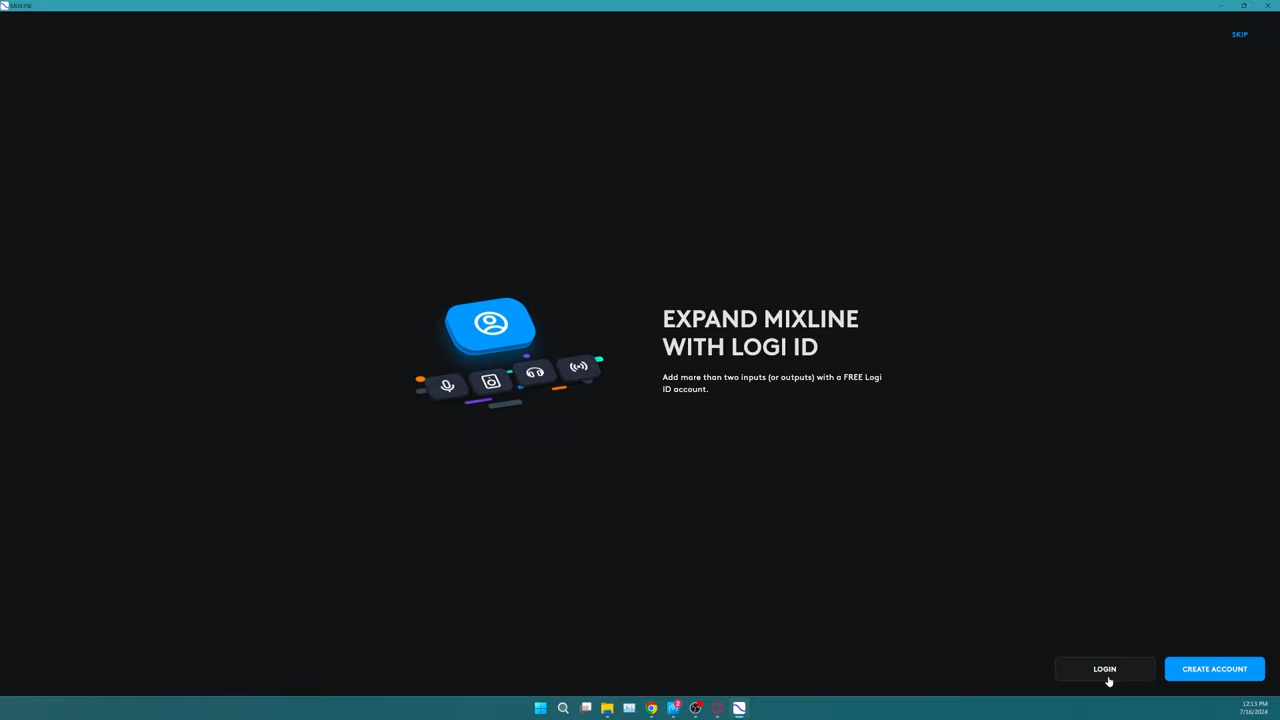 MIXLINE
SKIP
EXPAND MIXLINE
WITH LOGI ID
Add more than two inputs (or outputs) with a FREE Logi
ID account.
LOGIN
CREATE ACCOUNT
2
12:13 PM
7/16/2024